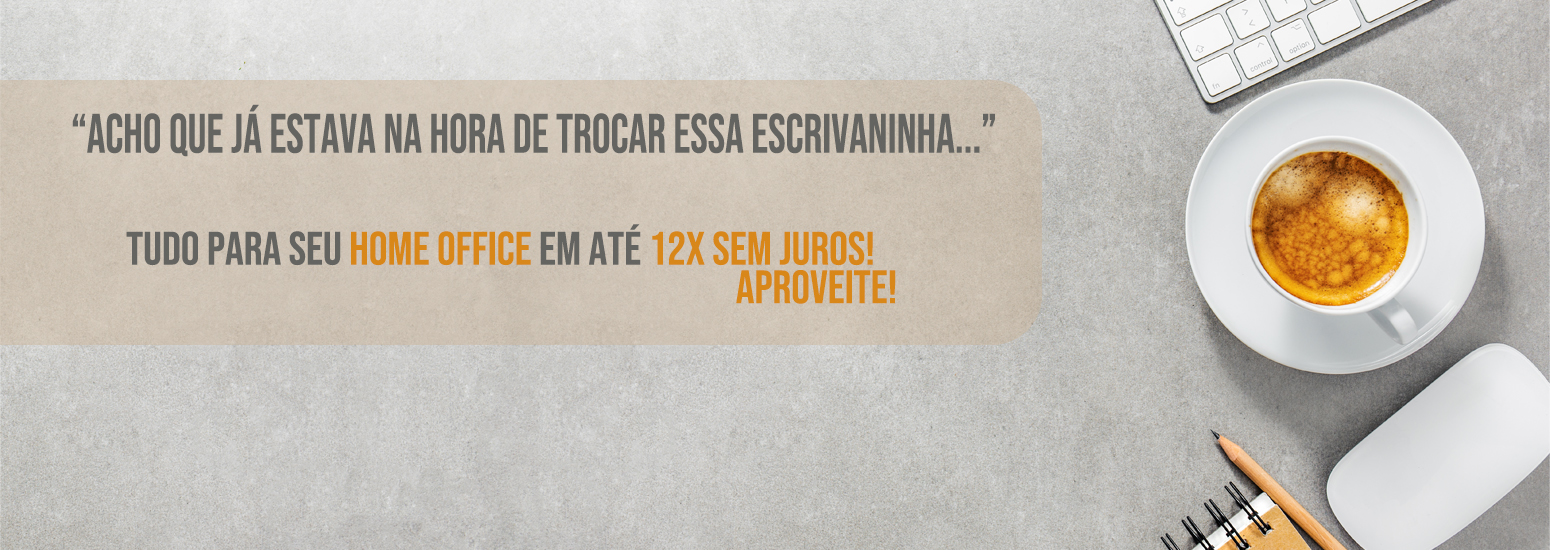 “ACHO QUE JÁ ESTAVA NA HORA DE TROCAR ESSA ESCRIVANINHA...”
TUDO PARA SEU HOME OFFICE EM ATÉ 12X SEM JUROS!
APROVEITE!
option
control
fn